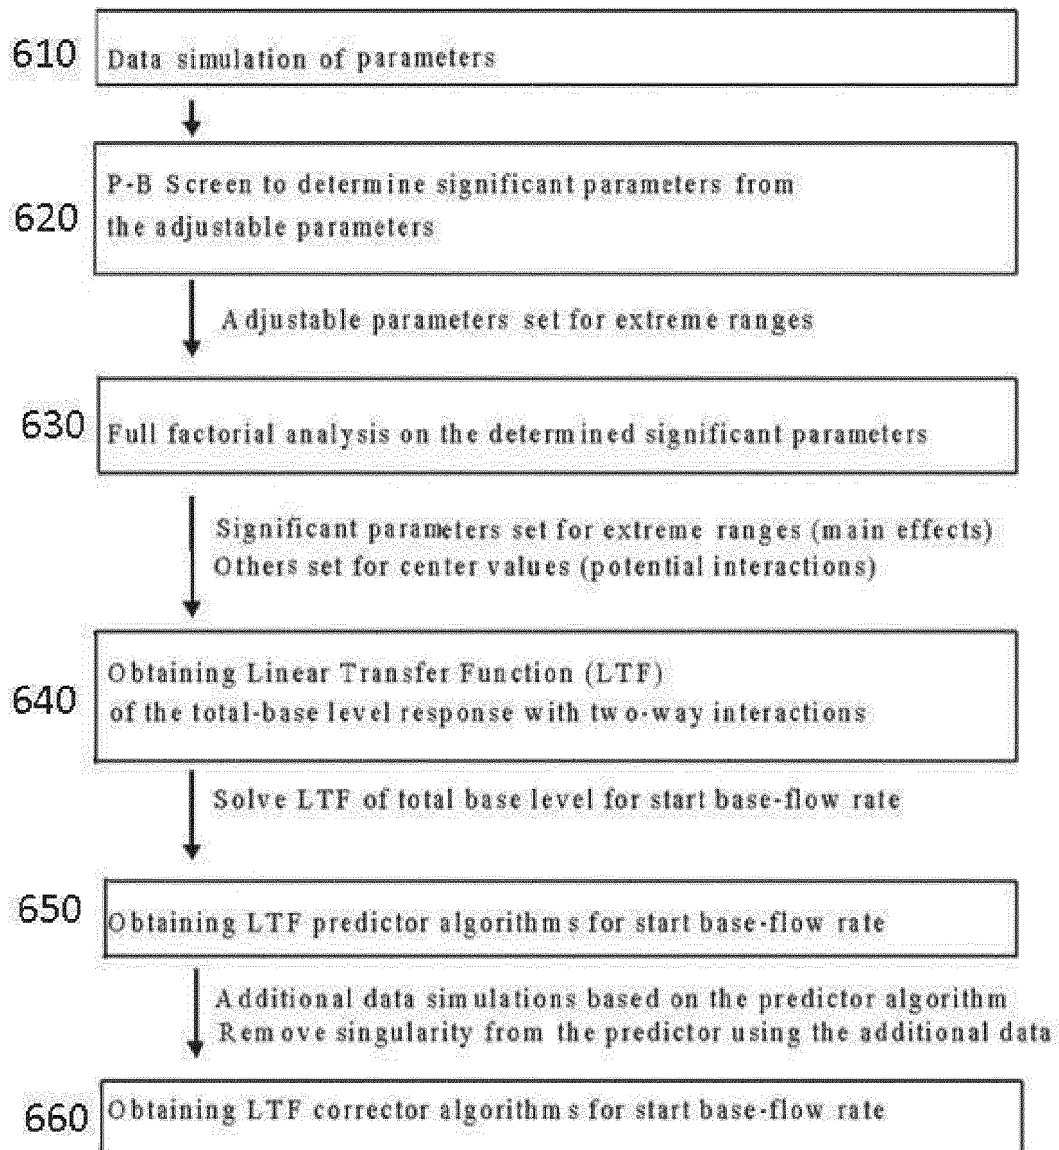 610
Data simulation of parameters
620
P-B Screen to determine significant parameters from
the adjustable parameters
Adjustable parameters set for extreme ranges
630
Full factorial analysis on the determined significant parameters
Significant parameters set for extreme ranges (main effects)
Others set for center values (potential interactions)
640
Obtaining Linear Transfer Function (LTF)
of the total-base level response with two-way interactions
Solve LTF of total base level for start base-flow rate
650
Obtaining LTF predictor algorithms for start base-flow rate
Additional data simulations based on the predictor algorithm
Remove singularity from the predictor using the additional data
660
Obtaining LTF corrector algorithms for start base-flow rate